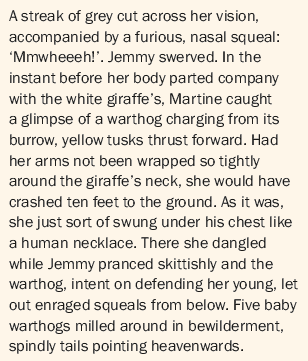 A streak of grey cut across her vision,
accompanied by a furious, nasal squeal:
‘Mmwheeeh!’. Jemmy swerved. In the
instant before her body parted company
with the white giraffe’s, Martine caught
a glimpse of a warthog charging from its
burrow, yellow tusks thrust forward. Had
her arms not been wrapped so tightly
around the giraffe’s neck, she would have
crashed ten feet to the ground. As it was,
she just sort of swung under his chest like
a human necklace. There she dangled
while Jemmy pranced skittishly and the
warthog, intent on defending her young, let
out enraged squeals from below. Five baby
warthogs milled around in bewilderment,
spindly tails pointing heavenwards.